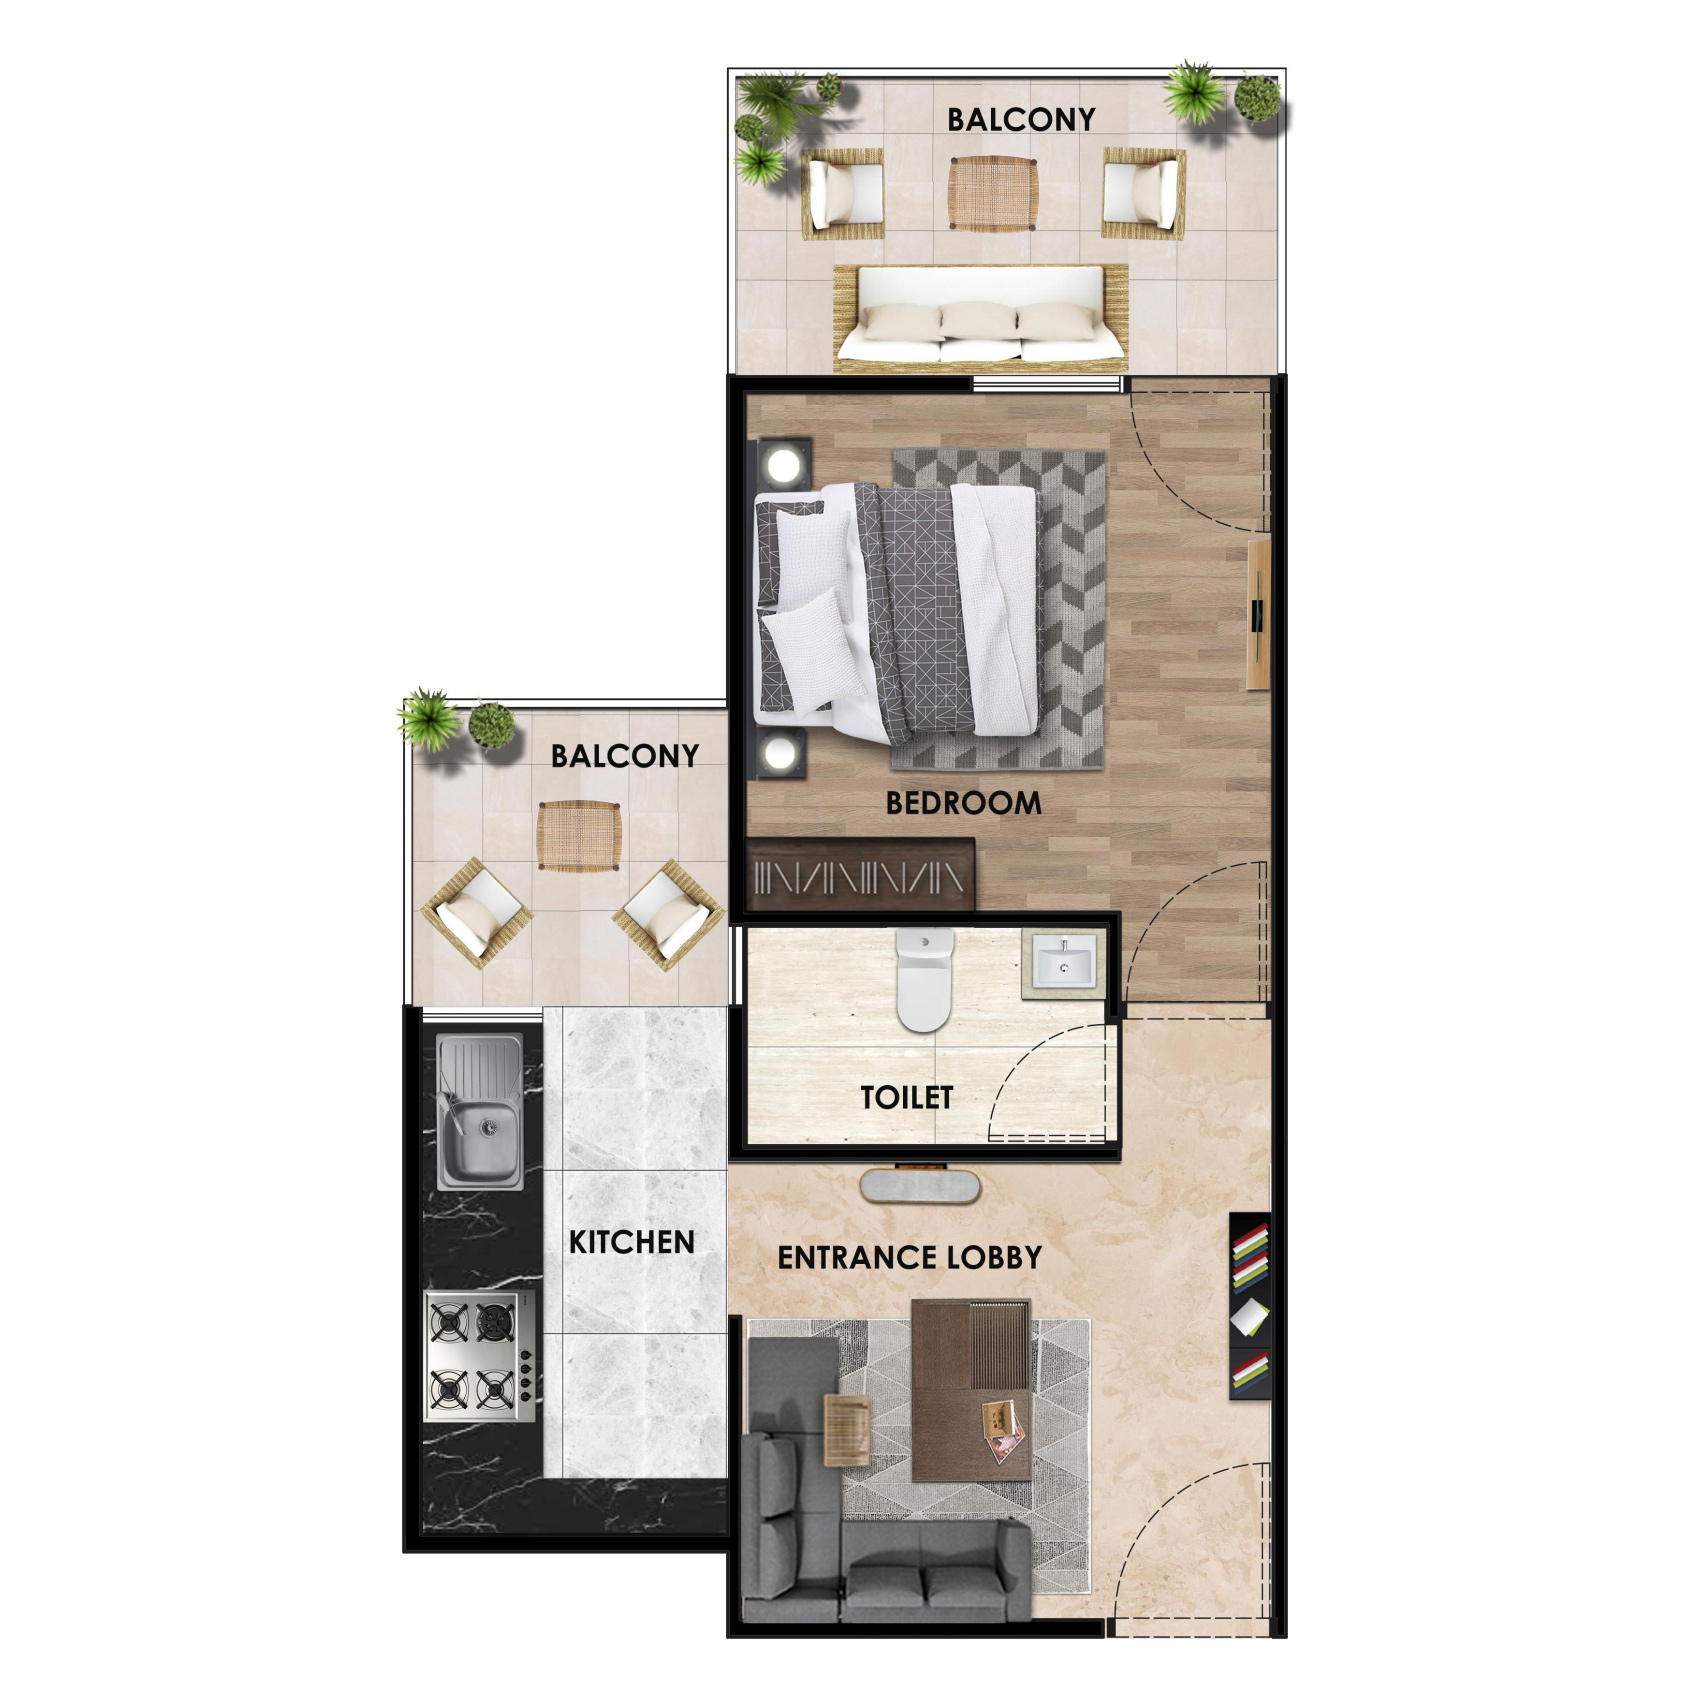 BALCONY
BALCONY
BEDROOM
TOILET
KITCHEN
ENTRANCE LOBBY